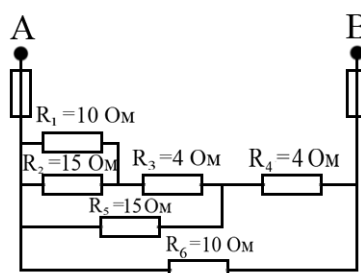 A B
R₁ =10 Ом
R₂ =15 Ом R₃ =4 Ом R₄ =4 Ом
R₅ =15 Ом
R₆ =10 Ом